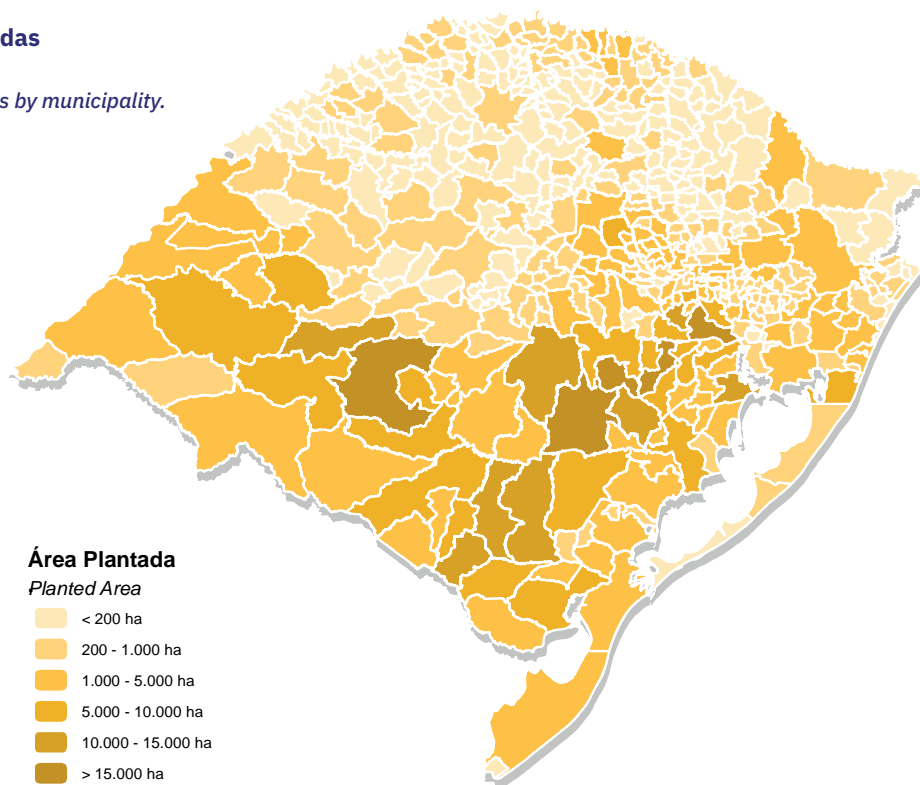 das
s by municipality.
Área Plantada
Planted Area
< 200 ha
200 - 1.000 ha
1.000 - 5.000 ha
5.000 - 10.000 ha
10.000 - 15.000 ha
> 15.000 ha